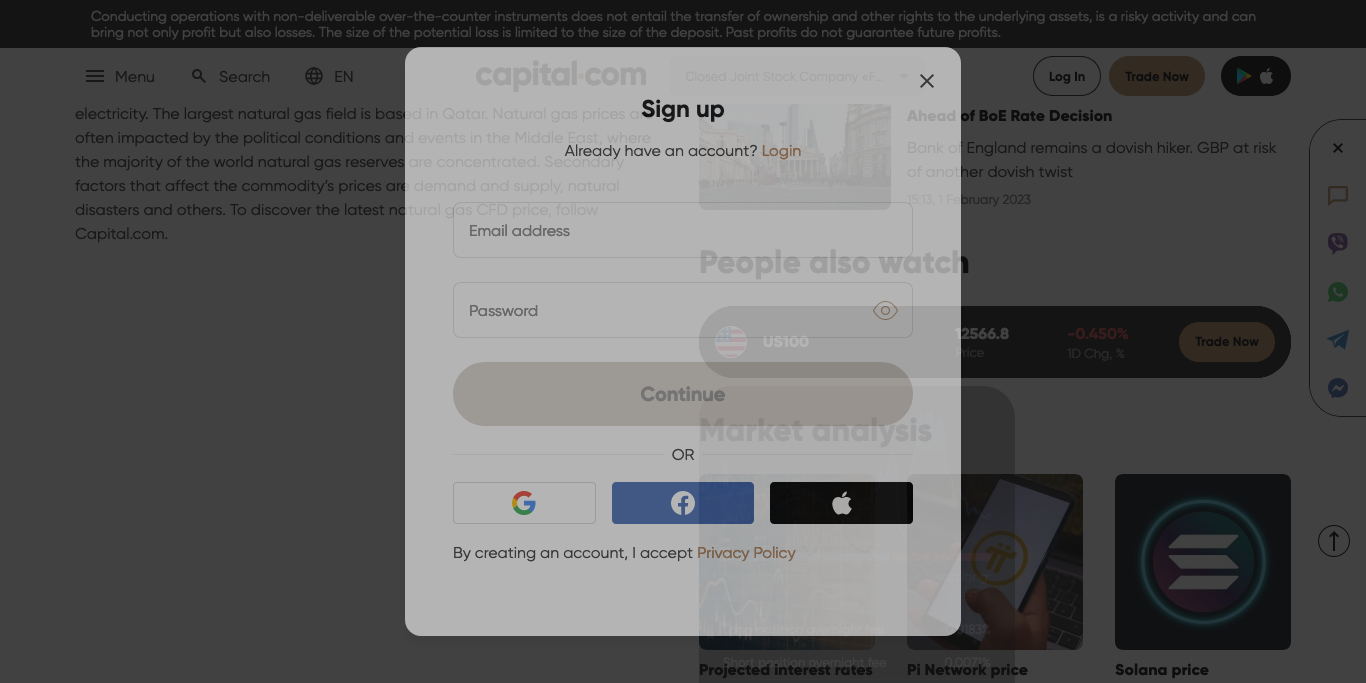 Conducting operations with non-deliverable over-the-counter instruments does not entail the transfer of ownership and other rights to the underlying assets, is a risky activity and can
bring not only profit but also losses. The size of the potential loss is limited to the size of the deposit. Past profits do not guarantee future profits.
Menu
Search
EN
capital.com
Closed Joint Stock Company «F...
Log In
Trade Now
electricity. The largest natural gas field is based in Qatar. Natural gas prices are
often impacted by the political conditions and events in the Middle East, where
the majority of the world natural gas reserves are concentrated. Secondary
factors that affect the commodity's prices are demand and supply, natural
disasters and others. To discover the latest natural gas CFD price, follow
Capital.com.
Sign up
Already have an account? Login
Email address
Password
Continue
OR
By creating an account, I accept Privacy Policy
Ahead of BoE Rate Decision
Bank of England remains a dovish hiker. GBP at risk
of another dovish twist
15:13, 1 February 2023
People also watch
US100
12566.8
Price
-0.450%
1D Chg, %
Trade Now
Market analysis
Short position overnight fee
Projected interest rates
Pi Network price
Solana price